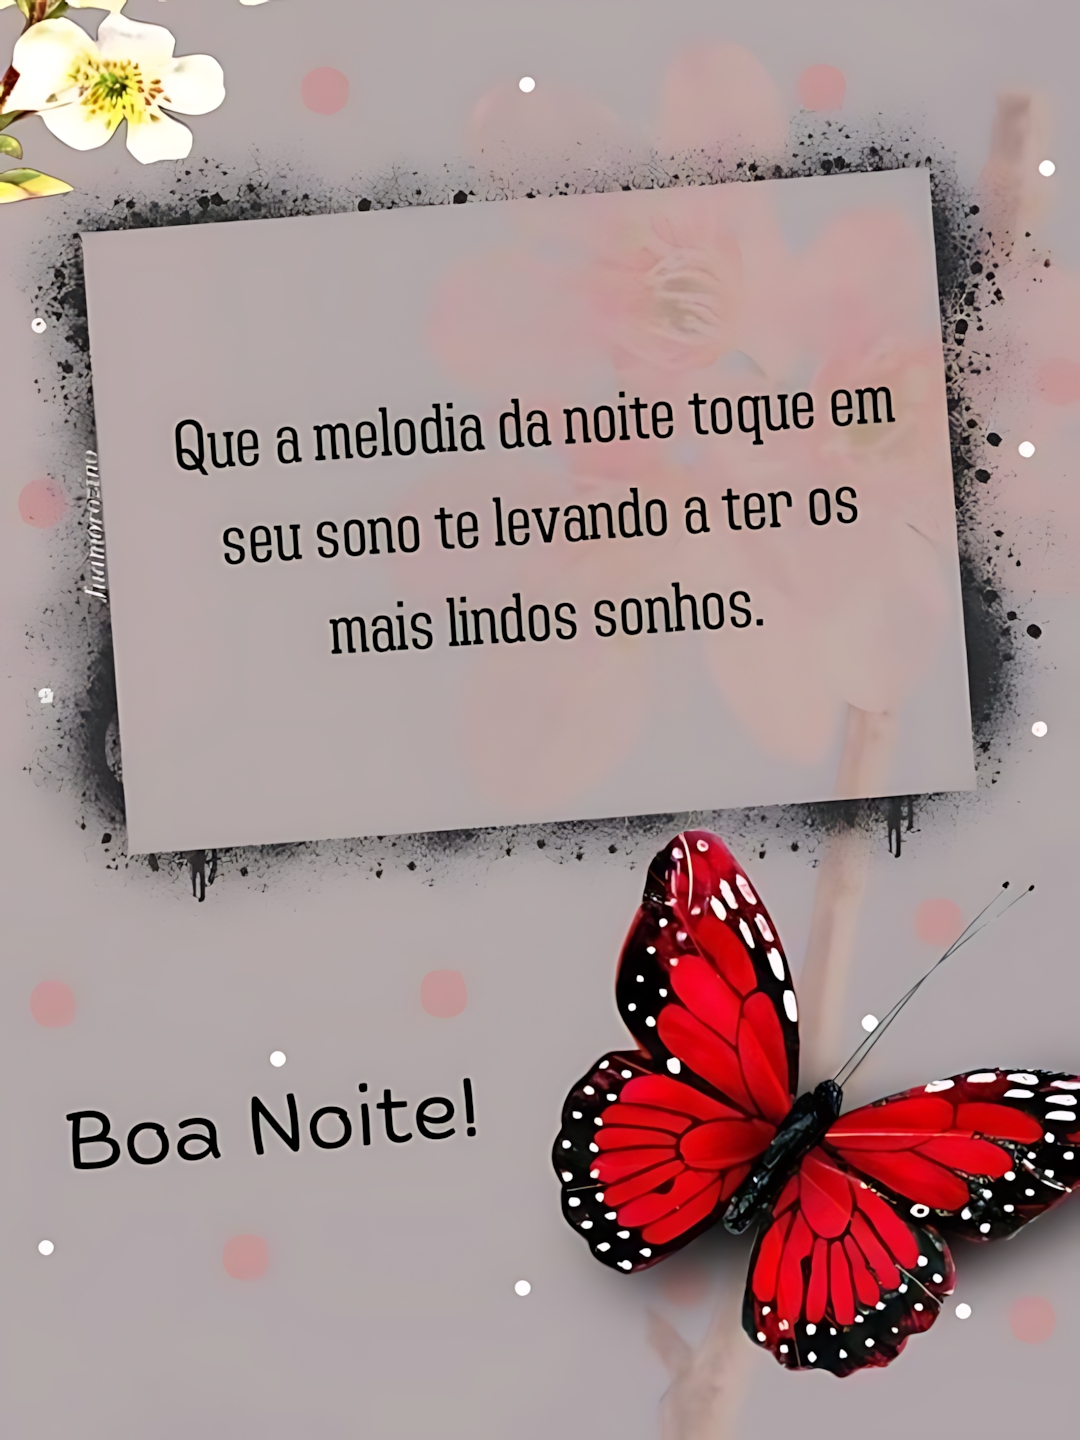 Que a melodia da noite toque em
seu sono te levando a ter os
mais lindos sonhos.
Boa Noite!